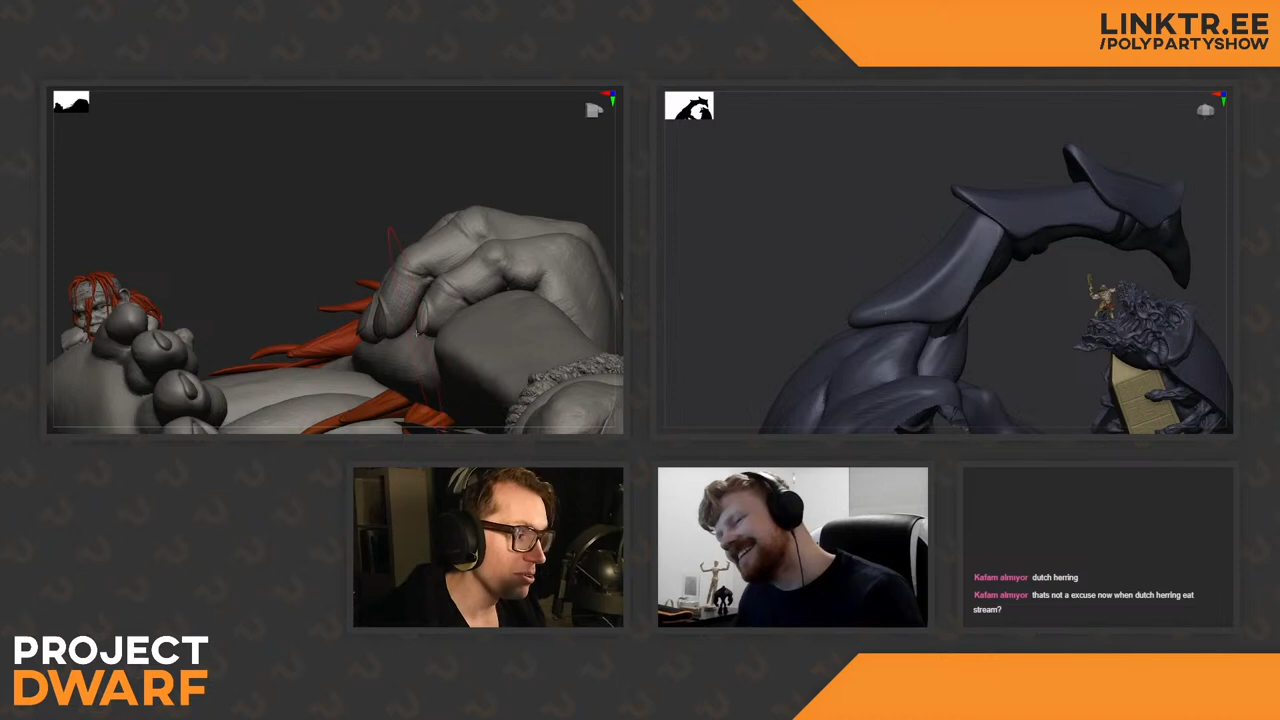 LINKTR.EE
/POLYPARTYSHOW
Kafam almıyor dutch herring
Kafam almıyor thats not a excuse now when dutch herring eat
stream?
PROJECT
DWARF